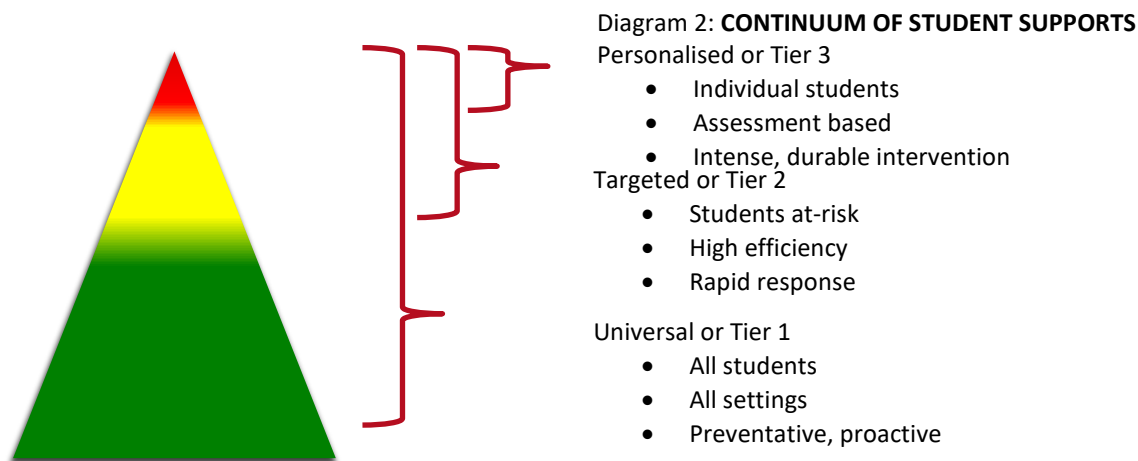 Diagram 2: CONTINUUM OF STUDENT SUPPORTS
Personalised or Tier 3
• Individual students
• Assessment based
• Intense, durable intervention
Targeted or Tier 2
• Students at-risk
• High efficiency
• Rapid response
Universal or Tier 1
• All students
• All settings
• Preventative, proactive